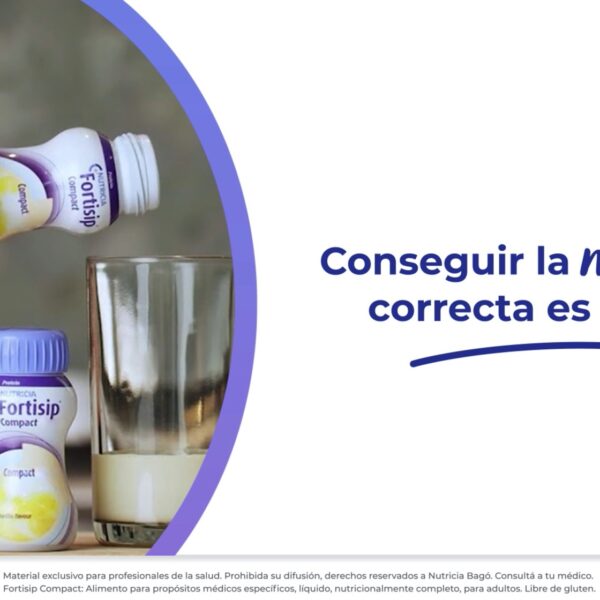 NUTRICIA
Fortisip
Compact
Protein
Compact
Protein
NUTRICIA
Fortisip
Compact
Compact
Vanilla flavour
Conseguir la
correcta es
Material exclusivo para profesionales de la salud. Prohibida su difusión, derechos reservados a Nutricia Bagó. Consultá a tu médico.
Fortisip Compact: Alimento para propósitos médicos específicos, líquido, nutricionalmente completo, para adultos. Libre de gluten.